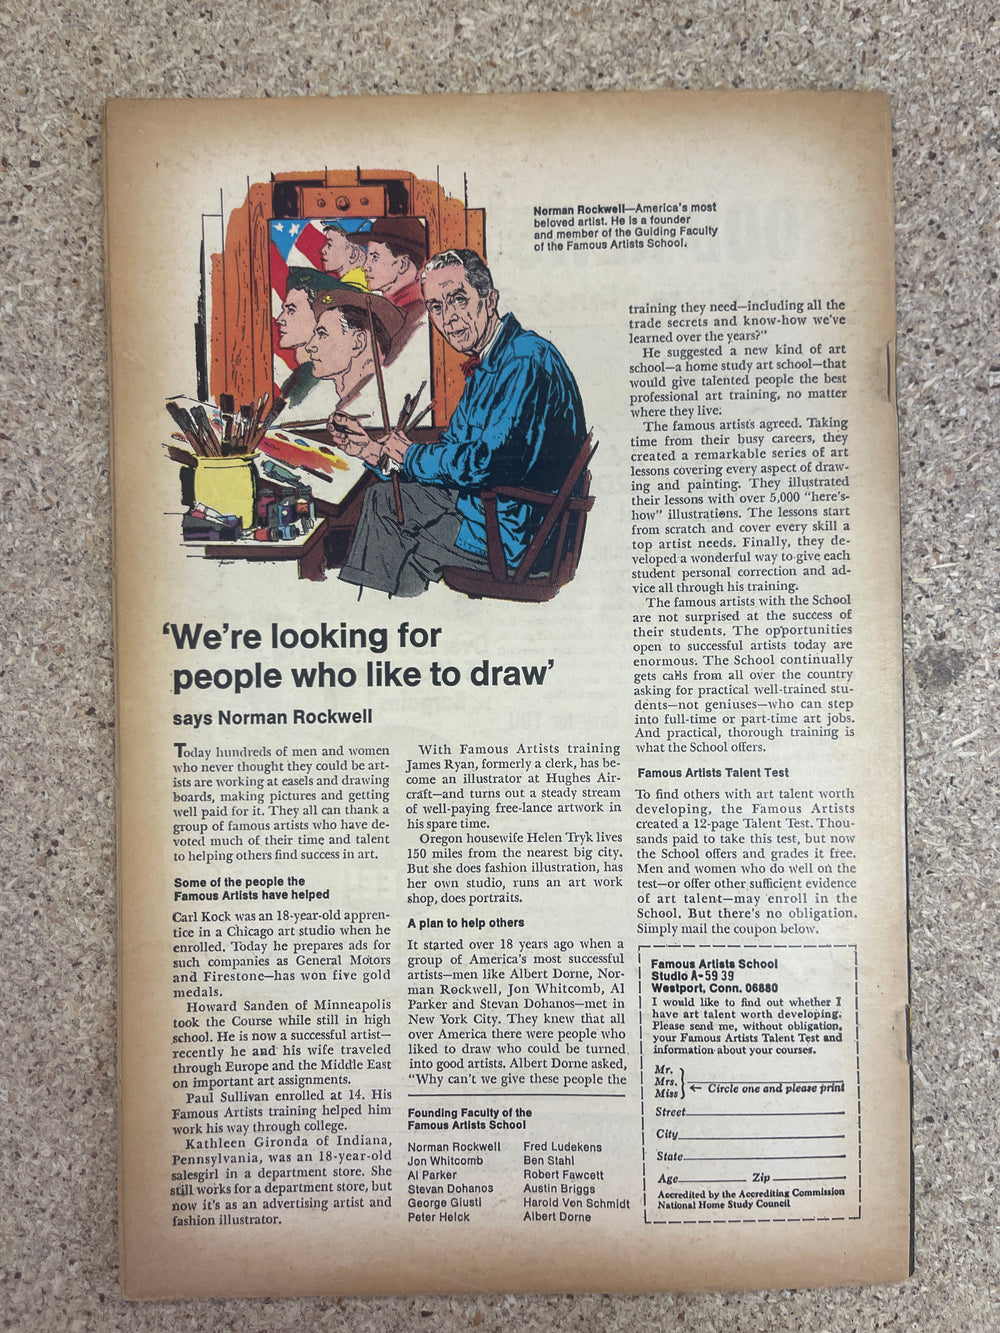 Norman Rockwell—America's most
beloved artist. He is a founder
and member of the Guiding Faculty
of the Famous Artists School.
'We're looking for
people who like to draw'
says Norman Rockwell
Today hundreds of men and women
who never thought they could be art-
ists are working at easels and drawing
boards, making pictures and getting
well paid for it. They all can thank a
group of famous artists who have de-
voted much of their time and talent
to helping others find success in art.
Some of the people the
Famous Artists have helped
Carl Kock was an 18-year-old appren-
tice in a Chicago art studio when he
enrolled. Today he prepares ads for
such companies as General Motors
and Firestone—has won five gold
medals.
Howard Sanden of Minneapolis
took the Course while still in high
school. He is now a successful artist—
recently he and his wife traveled
through Europe and the Middle East
on important art assignments.
Paul Sullivan enrolled at 14. His
Famous Artists training helped him
work his way through college.
Kathleen Gironda of Indiana,
Pennsylvania, was an 18-year-old
salesgirl in a department store. She
still works for a department store, but
now it's as an advertising artist and
fashion illustrator.
With Famous Artists training
James Ryan, formerly a clerk, has be-
come an illustrator at Hughes Air-
craft—and turns out a steady stream
of well-paying free-lance artwork in
his spare time.
Oregon housewife Helen Tryk lives
150 miles from the nearest big city.
But she does fashion illustration, has
her own studio, runs an art work
shop, does portraits.
A plan to help others
It started over 18 years ago when a
group of America's most successful
artists—men like Albert Dorne, Nor-
man Rockwell, Jon Whitcomb, Al
Parker and Stevan Dohanos—met in
New York City. They knew that all
over America there were people who
liked to draw who could be turned
into good artists. Albert Dorne asked,
"Why can't we give these people the
Founding Faculty of the
Famous Artists School
Norman Rockwell
Jon Whitcomb
Al Parker
Stevan Dohanos
George Giusti
Peter Helck
Fred Ludekens
Ben Stahl
Robert Fawcett
Austin Briggs
Harold Von Schmidt
Albert Dorne
training they need—including all the
trade secrets and know-how we've
learned over the years?"
He suggested a new kind of art
school—a home study art school—that
would give talented people the best
professional art training, no matter
where they live.
The famous artists agreed. Taking
time from their busy careers, they
created a remarkable series of art
lessons covering every aspect of draw-
ing and painting. They illustrated
their lessons with over 5,000 "here's-
how" illustrations. The lessons start
from scratch and cover every skill a
top artist needs. Finally, they de-
veloped a wonderful way to give each
student personal correction and ad-
vice all through his training.
The famous artists with the School
are not surprised at the success of
their students. The opportunities
open to successful artists today are
enormous. The School continually
gets calls from all over the country
asking for practical well-trained stu-
dents—not geniuses—who can step
into full-time or part-time art jobs.
And practical, thorough training is
what the School offers.
Famous Artists Talent Test
To find others with art talent worth
developing, the Famous Artists
created a 12-page Talent Test. Thou-
sands paid to take this test, but now
the School offers and grades it free.
Men and women who do well on the
test—or offer other sufficient evidence
of art talent—may enroll in the
School. But there's no obligation.
Simply mail the coupon below.
Famous Artists School
Studio A-59 39
Westport, Conn. 06880
I would like to find out whether I
have art talent worth developing.
Please send me, without obligation,
your Famous Artists Talent Test and
information about your courses.
Mr.
Mrs.
Miss
← Circle one and please print
Street
City
State
Age Zip
Accredited by the Accrediting Commission
National Home Study Council